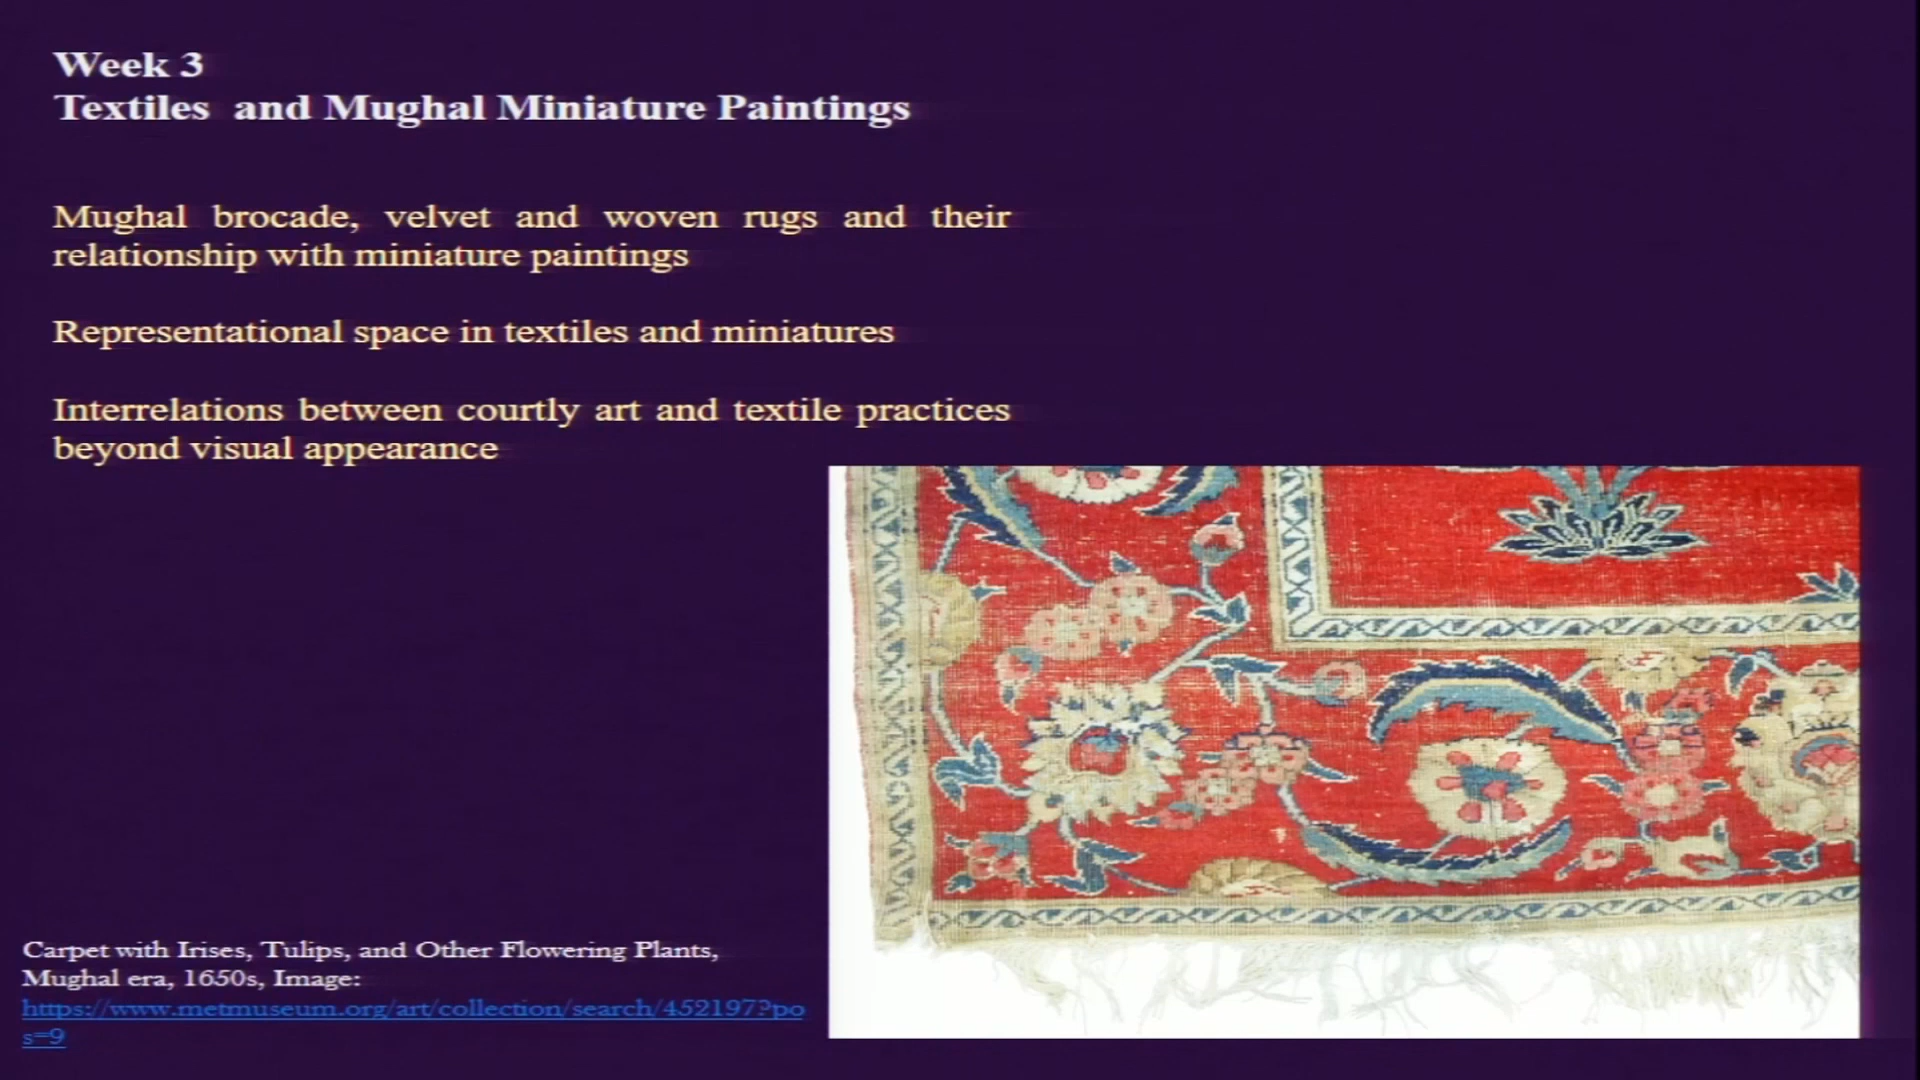 Week 3
Textiles and Mughal Miniature Paintings
Mughal brocade, velvet and woven rugs and their
relationship with miniature paintings
Representational space in textiles and miniatures
Interrelations between courtly art and textile practices
beyond visual appearance
Carpet with Irises, Tulips, and Other Flowering Plants,
Mughal era, 1650s, Image:
https://www.metmuseum.org/art/collection/search/452197?po
s=9